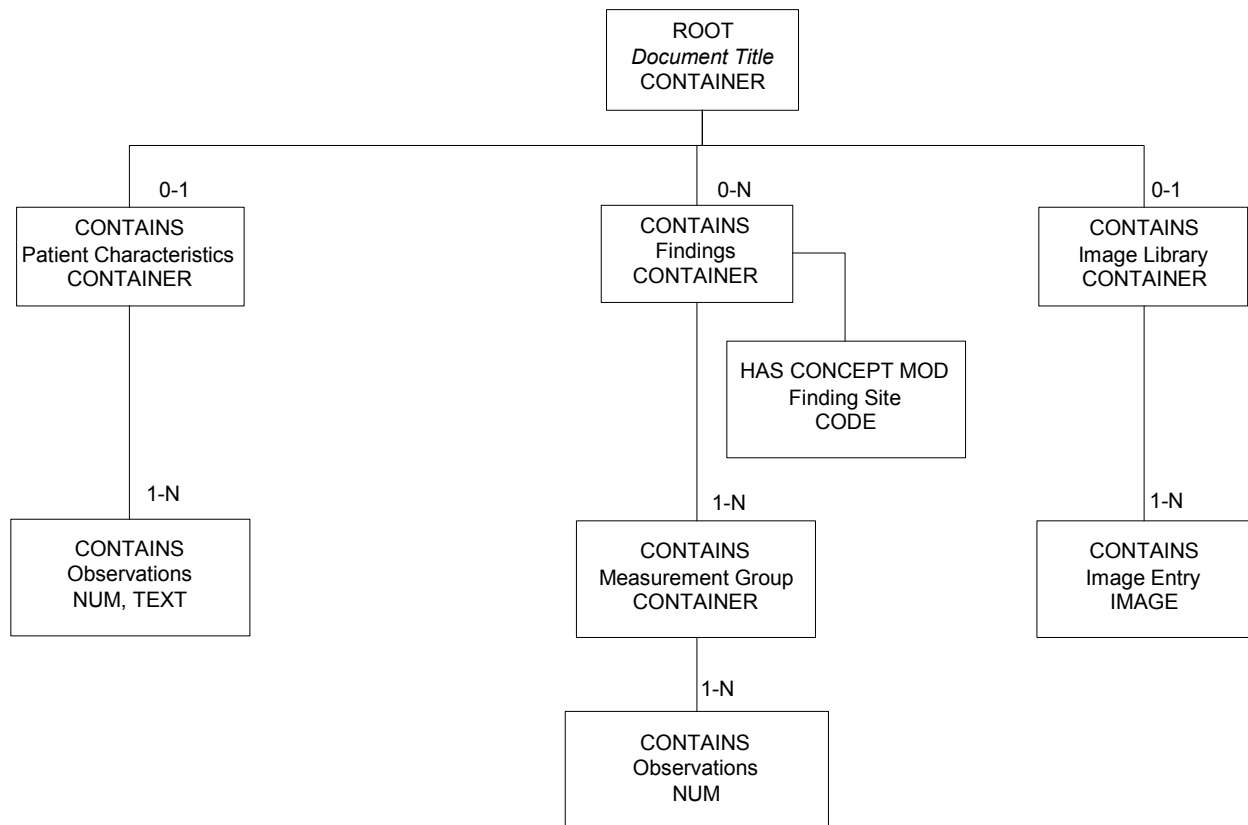 ROOT
Document Title
CONTAINER
0-1
0-N
0-1
CONTAINS
Patient Characteristics
CONTAINER
CONTAINS
Findings
CONTAINER
CONTAINS
Image Library
CONTAINER
HAS CONCEPT MOD
Finding Site
CODE
1-N
1-N
1-N
CONTAINS
Observations
NUM, TEXT
CONTAINS
Measurement Group
CONTAINER
CONTAINS
Image Entry
IMAGE
1-N
CONTAINS
Observations
NUM